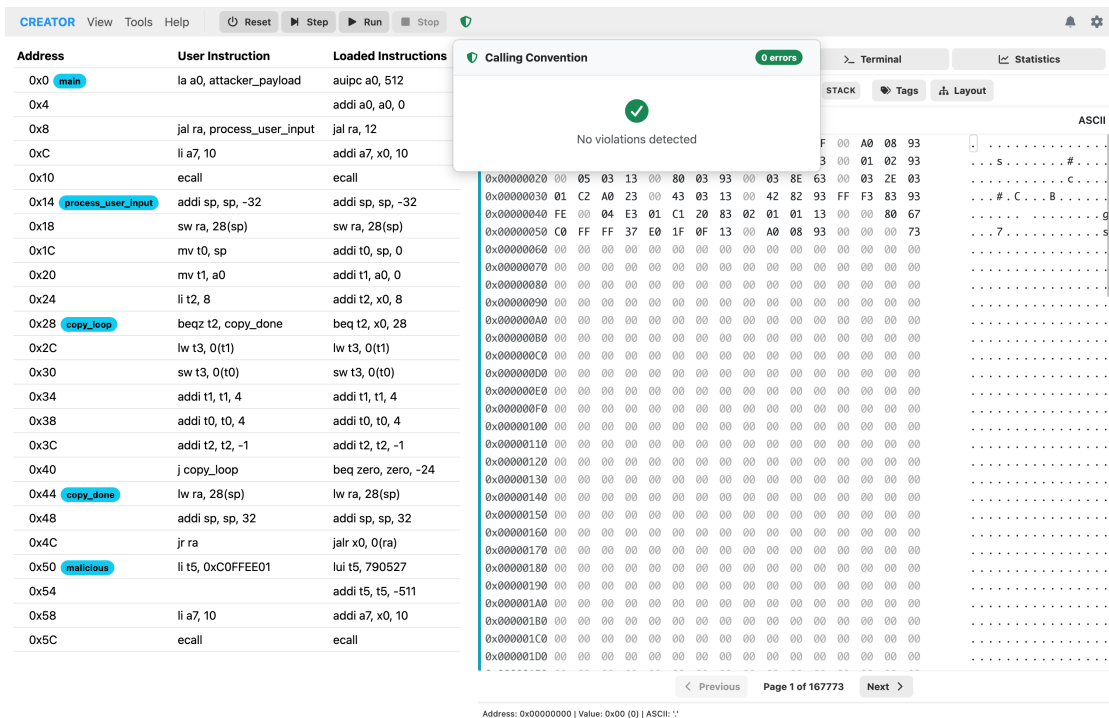 CREATOR View Tools Help Reset Step Run Stop
Address User Instruction Loaded Instructions
0x0 main la a0, attacker_payload auipc a0, 512
0x4 addi a0, a0, 0
0x8 jal ra, process_user_input jal ra, 12
0xC li a7, 10 addi a7, x0, 10
0x10 ecall ecall
0x14 process_user_input addi sp, sp, -32 addi sp, sp, -32
0x18 sw ra, 28(sp) sw ra, 28(sp)
0x1C mv t0, sp addi t0, sp, 0
0x20 mv t1, a0 addi t1, a0, 0
0x24 li t2, 8 addi t2, x0, 8
0x28 copy_loop beqz t2, copy_done beq t2, x0, 28
0x2C lw t3, 0(t1) lw t3, 0(t1)
0x30 sw t3, 0(t0) sw t3, 0(t0)
0x34 addi t1, t1, 4 addi t1, t1, 4
0x38 addi t0, t0, 4 addi t0, t0, 4
0x3C addi t2, t2, -1 addi t2, t2, -1
0x40 j copy_loop beq zero, zero, -24
0x44 copy_done lw ra, 28(sp) lw ra, 28(sp)
0x48 addi sp, sp, 32 addi sp, sp, 32
0x4C jr ra jalr x0, 0(ra)
0x50 malicious li t5, 0xC0FFEE01 lui t5, 790527
0x54 addi t5, t5, -511
0x58 li a7, 10 addi a7, x0, 10
0x5C ecall ecall
Calling Convention 0 errors
No violations detected
Terminal Statistics
STACK Tags Layout
ASCII
F 00 A0 08 93 . . . . . . . . . . . . . . .
3 00 01 02 93 . . . s . . . . . . . # . . . .
0x00000020 00 05 03 13 00 80 03 93 00 03 8E 63 00 03 2E 03 . . . . . . . . . . . c . . . .
0x00000030 01 C2 A0 23 00 43 03 13 00 42 82 93 FF F3 83 93 . . . # . C . . . B . . . . . .
0x00000040 FE 00 04 E3 01 C1 20 83 02 01 01 13 00 00 80 67 . . . . . . . . . . . . . . . g
0x00000050 C0 FF FF 37 E0 1F 0F 13 00 A0 08 93 00 00 00 73 . . . 7 . . . . . . . . . . . s
0x00000060 00 00 00 00 00 00 00 00 00 00 00 00 00 00 00 00 . . . . . . . . . . . . . . . .
0x00000070 00 00 00 00 00 00 00 00 00 00 00 00 00 00 00 00 . . . . . . . . . . . . . . . .
0x00000080 00 00 00 00 00 00 00 00 00 00 00 00 00 00 00 00 . . . . . . . . . . . . . . . .
0x00000090 00 00 00 00 00 00 00 00 00 00 00 00 00 00 00 00 . . . . . . . . . . . . . . . .
0x000000A0 00 00 00 00 00 00 00 00 00 00 00 00 00 00 00 00 . . . . . . . . . . . . . . . .
0x000000B0 00 00 00 00 00 00 00 00 00 00 00 00 00 00 00 00 . . . . . . . . . . . . . . . .
0x000000C0 00 00 00 00 00 00 00 00 00 00 00 00 00 00 00 00 . . . . . . . . . . . . . . . .
0x000000D0 00 00 00 00 00 00 00 00 00 00 00 00 00 00 00 00 . . . . . . . . . . . . . . . .
0x000000E0 00 00 00 00 00 00 00 00 00 00 00 00 00 00 00 00 . . . . . . . . . . . . . . . .
0x000000F0 00 00 00 00 00 00 00 00 00 00 00 00 00 00 00 00 . . . . . . . . . . . . . . . .
0x00000100 00 00 00 00 00 00 00 00 00 00 00 00 00 00 00 00 . . . . . . . . . . . . . . . .
0x00000110 00 00 00 00 00 00 00 00 00 00 00 00 00 00 00 00 . . . . . . . . . . . . . . . .
0x00000120 00 00 00 00 00 00 00 00 00 00 00 00 00 00 00 00 . . . . . . . . . . . . . . . .
0x00000130 00 00 00 00 00 00 00 00 00 00 00 00 00 00 00 00 . . . . . . . . . . . . . . . .
0x00000140 00 00 00 00 00 00 00 00 00 00 00 00 00 00 00 00 . . . . . . . . . . . . . . . .
0x00000150 00 00 00 00 00 00 00 00 00 00 00 00 00 00 00 00 . . . . . . . . . . . . . . . .
0x00000160 00 00 00 00 00 00 00 00 00 00 00 00 00 00 00 00 . . . . . . . . . . . . . . . .
0x00000170 00 00 00 00 00 00 00 00 00 00 00 00 00 00 00 00 . . . . . . . . . . . . . . . .
0x00000180 00 00 00 00 00 00 00 00 00 00 00 00 00 00 00 00 . . . . . . . . . . . . . . . .
0x00000190 00 00 00 00 00 00 00 00 00 00 00 00 00 00 00 00 . . . . . . . . . . . . . . . .
0x000001A0 00 00 00 00 00 00 00 00 00 00 00 00 00 00 00 00 . . . . . . . . . . . . . . . .
0x000001B0 00 00 00 00 00 00 00 00 00 00 00 00 00 00 00 00 . . . . . . . . . . . . . . . .
0x000001C0 00 00 00 00 00 00 00 00 00 00 00 00 00 00 00 00 . . . . . . . . . . . . . . . .
0x000001D0 00 00 00 00 00 00 00 00 00 00 00 00 00 00 00 00 . . . . . . . . . . . . . . . .
Previous Page 1 of 167773 Next
Address: 0x00000000 | Value: 0x00 (0) | ASCII: '.'